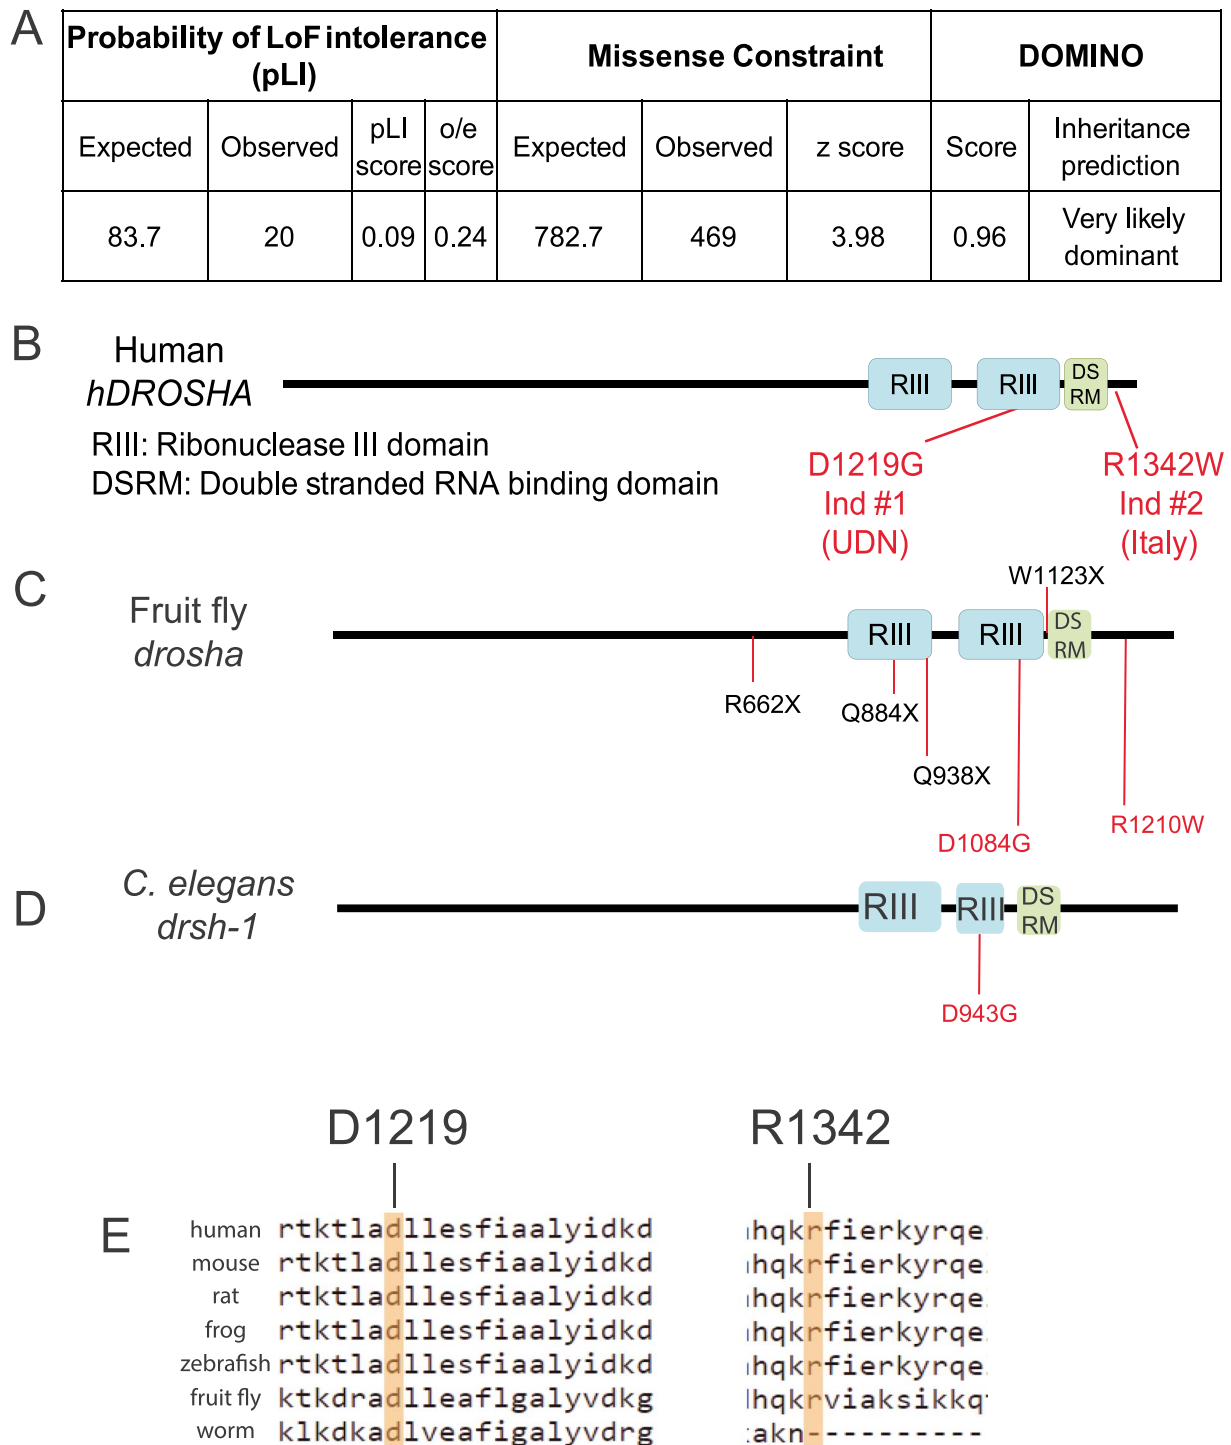 A
Probability of LoF intolerance (pLI) Missense Constraint DOMINO
Expected Observed pLI score o/e score Expected Observed z score Score Inheritance prediction
83.7 20 0.09 0.24 782.7 469 3.98 0.96 Very likely dominant
B
Human
hDROSHA
RIII RIII DS RM
RIII: Ribonuclease III domain
DSRM: Double stranded RNA binding domain
D1219G
Ind #1
(UDN)
R1342W
Ind #2
(Italy)
C
Fruit fly
drosha
W1123X
RIII RIII DS RM
R662X
Q884X
Q938X
D1084G
R1210W
D
C. elegans
drsh-1
RIII RIII DS RM
D943G
D1219 R1342
E
human rtktladllesfiaalyidkd hqkrfierkyrqe
mouse rtktladllesfiaalyidkd hqkrfierkyrqe
rat rtktladllesfiaalyidkd hqkrfierkyrqe
frog rtktladllesfiaalyidkd hqkrfierkyrqe
zebrafish rtktladllesfiaalyidkd hqkrfierkyrqe
fruit fly ktkdradlleaflgalyvdkg hqkrviaksikkq
worm klkdkadlveafigalyvdrg akn----------